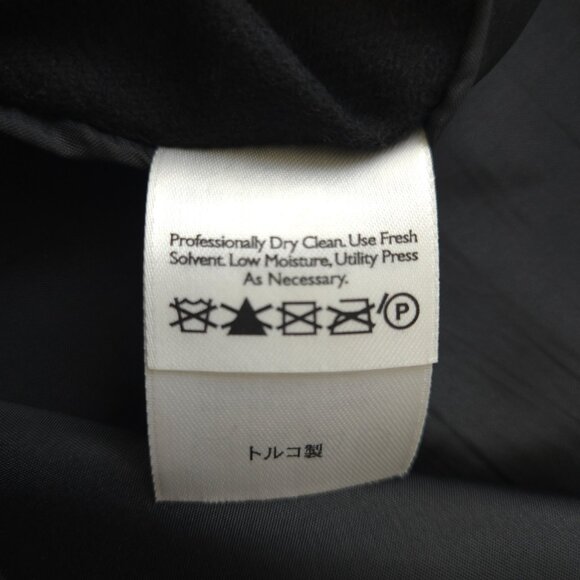 Professionally Dry Clean. Use Fresh
Solvent. Low Moisture, Utility Press
As Necessary.
P
トルコ製